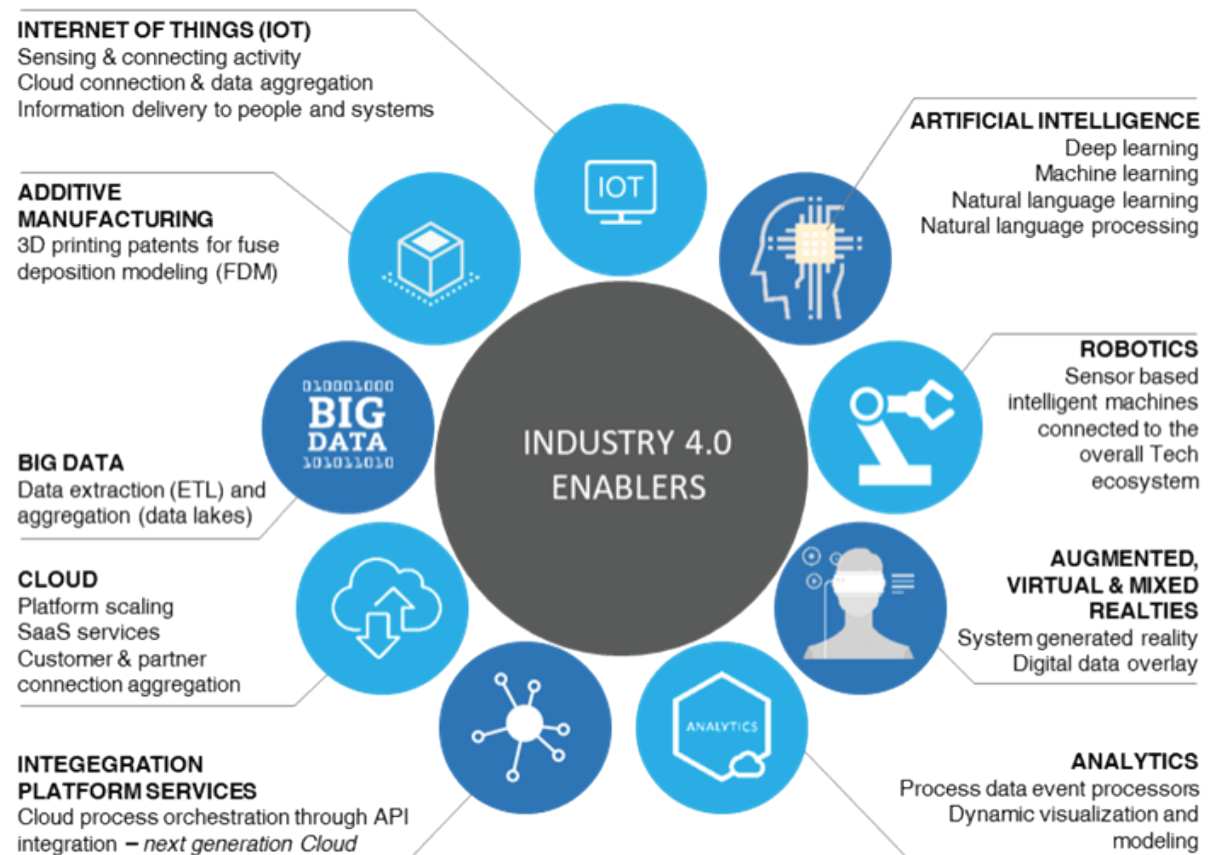 INTERNET OF THINGS (IOT)
Sensing & connecting activity
Cloud connection & data aggregation
Information delivery to people and systems
ARTIFICIAL INTELLIGENCE
Deep learning
Machine learning
Natural language learning
Natural language processing
ADDITIVE
MANUFACTURING
3D printing patents for fuse
deposition modeling (FDM)
IOT
ROBOTICS
Sensor based
intelligent machines
connected to the
overall Tech
ecosystem
010001000
BIG
DATA
101011010
INDUSTRY 4.0
ENABLERS
BIG DATA
Data extraction (ETL) and
aggregation (data lakes)
CLOUD
Platform scaling
SaaS services
Customer & partner
connection aggregation
AUGMENTED,
VIRTUAL & MIXED
REALTIES
System generated reality
Digital data overlay
ANALYTICS
INTEGEGRATION
PLATFORM SERVICES
Cloud process orchestration through API
integration – next generation Cloud
ANALYTICS
Process data event processors
Dynamic visualization and
modeling